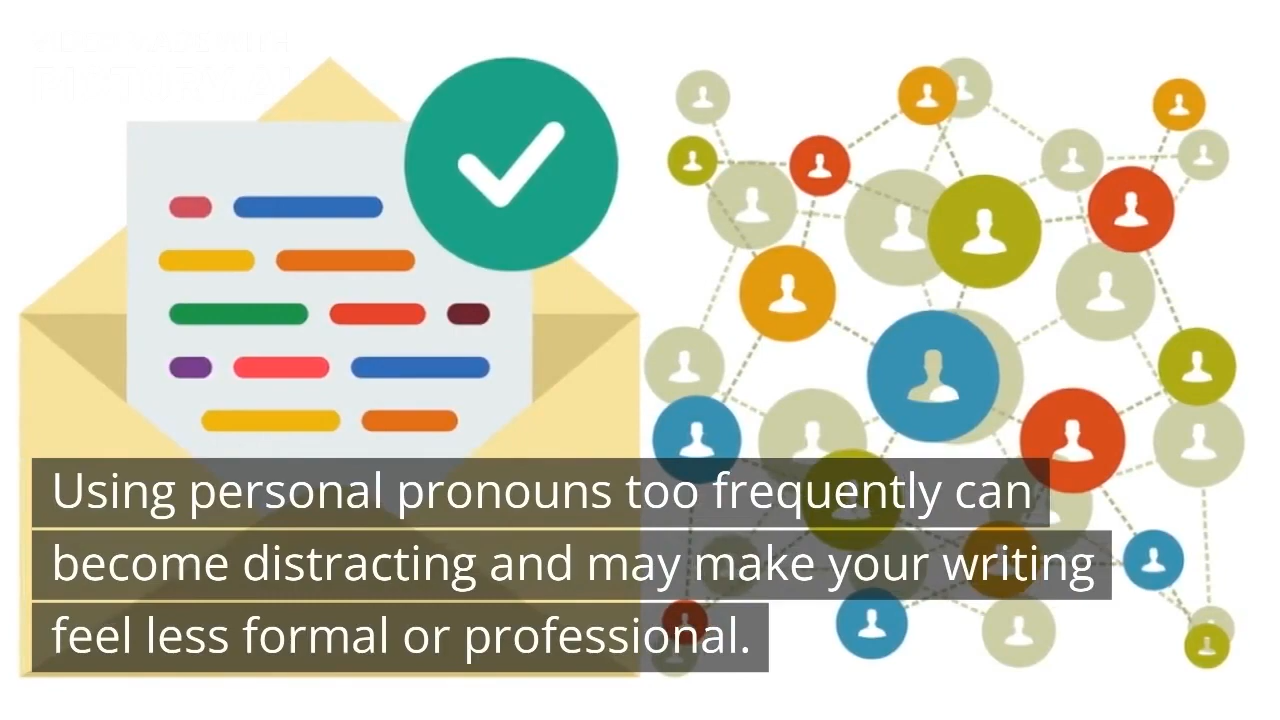 Using personal pronouns too frequently can
become distracting and may make your writing
feel less formal or professional.